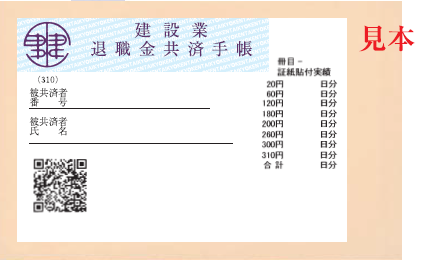 建設業
退職金共済手帳
見本
冊目－
証紙貼付実績
(310)
被共済者
番　号
被共済者
氏　名
20円　日分
60円　日分
120円　日分
180円　日分
200円　日分
260円　日分
300円　日分
310円　日分
合 計　日分